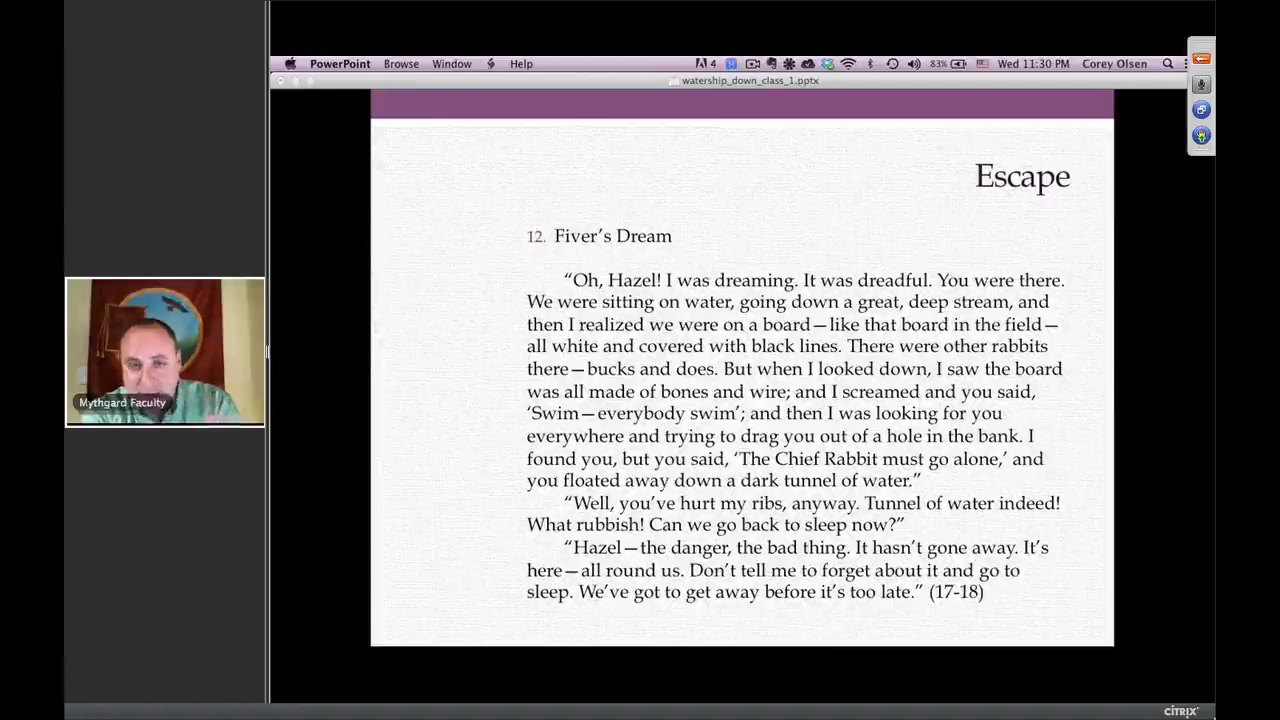 PowerPoint Browse Window Help
4 83% Wed 11:30 PM Corey Olsen
watership_down_class_1.pptx
Escape
12. Fiver’s Dream
“Oh, Hazel! I was dreaming. It was dreadful. You were there.
We were sitting on water, going down a great, deep stream, and
then I realized we were on a board—like that board in the field—
all white and covered with black lines. There were other rabbits
there—bucks and does. But when I looked down, I saw the board
was all made of bones and wire; and I screamed and you said,
‘Swim—everybody swim’; and then I was looking for you
everywhere and trying to drag you out of a hole in the bank. I
found you, but you said, ‘The Chief Rabbit must go alone,’ and
you floated away down a dark tunnel of water.”
“Well, you’ve hurt my ribs, anyway. Tunnel of water indeed!
What rubbish! Can we go back to sleep now?”
“Hazel—the danger, the bad thing. It hasn’t gone away. It’s
here—all round us. Don’t tell me to forget about it and go to
sleep. We’ve got to get away before it’s too late.” (17-18)
Mythgard Faculty
CITRIX